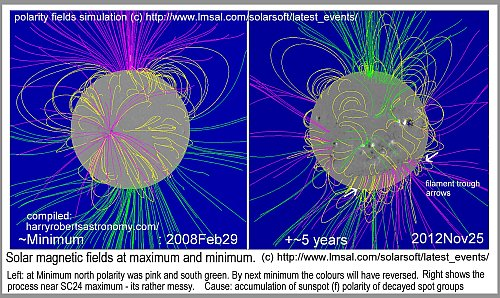 polarity fields simulation (c) http://www.lmsal.com/solarsoft/latest_events/
filament trough
arrows
compiled:
harryrobertsastronomy.com/
~Minimum : 2008Feb29
+~5 years 2012Nov25
Solar magnetic fields at maximum and minimum. (c) http://www.lmsal.com/solarsoft/latest_events/
Left: at Minimum north polarity was pink and south green. By next minimum the colours will have reversed. Right shows the
process near SC24 maximum - its rather messy. Cause: accumulation of sunspot (f) polarity of decayed spot groups